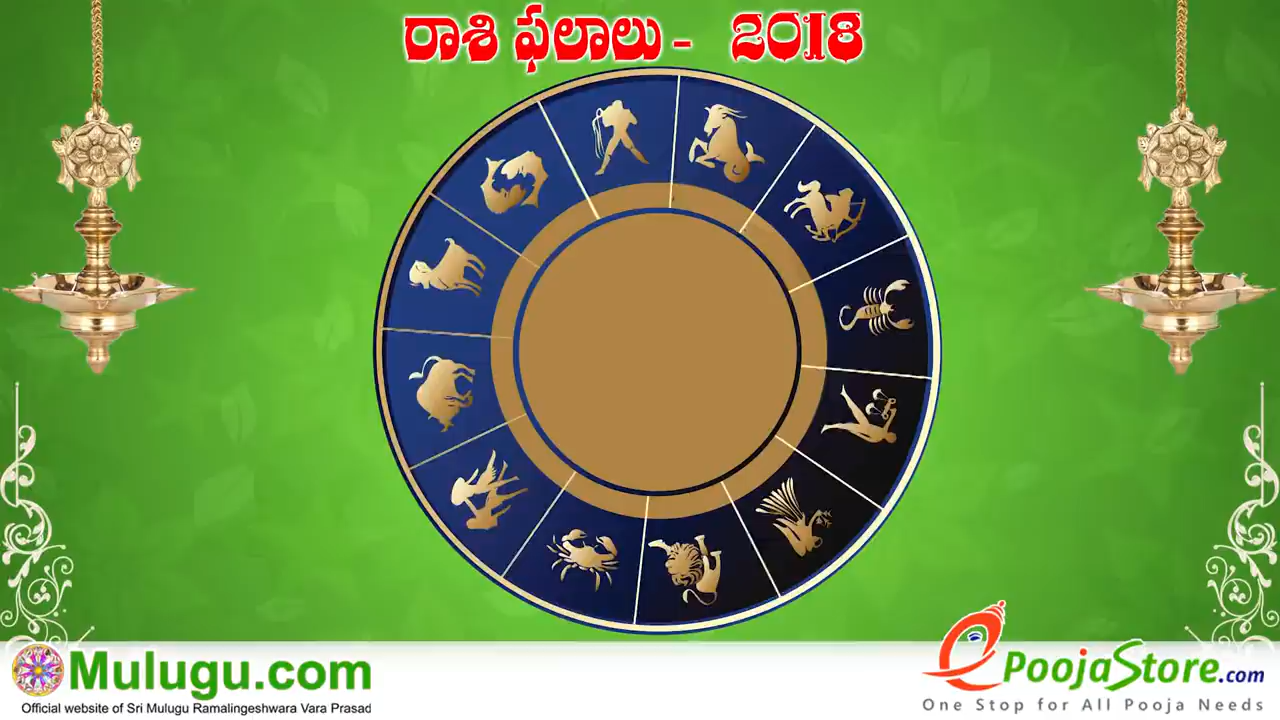 రాశి ఫలాలు - 2018
Mulugu.com
Official website of Sri Mulugu Ramalingeshwara Vara Prasad
ePoojaStore.com
One Stop for All Pooja Needs